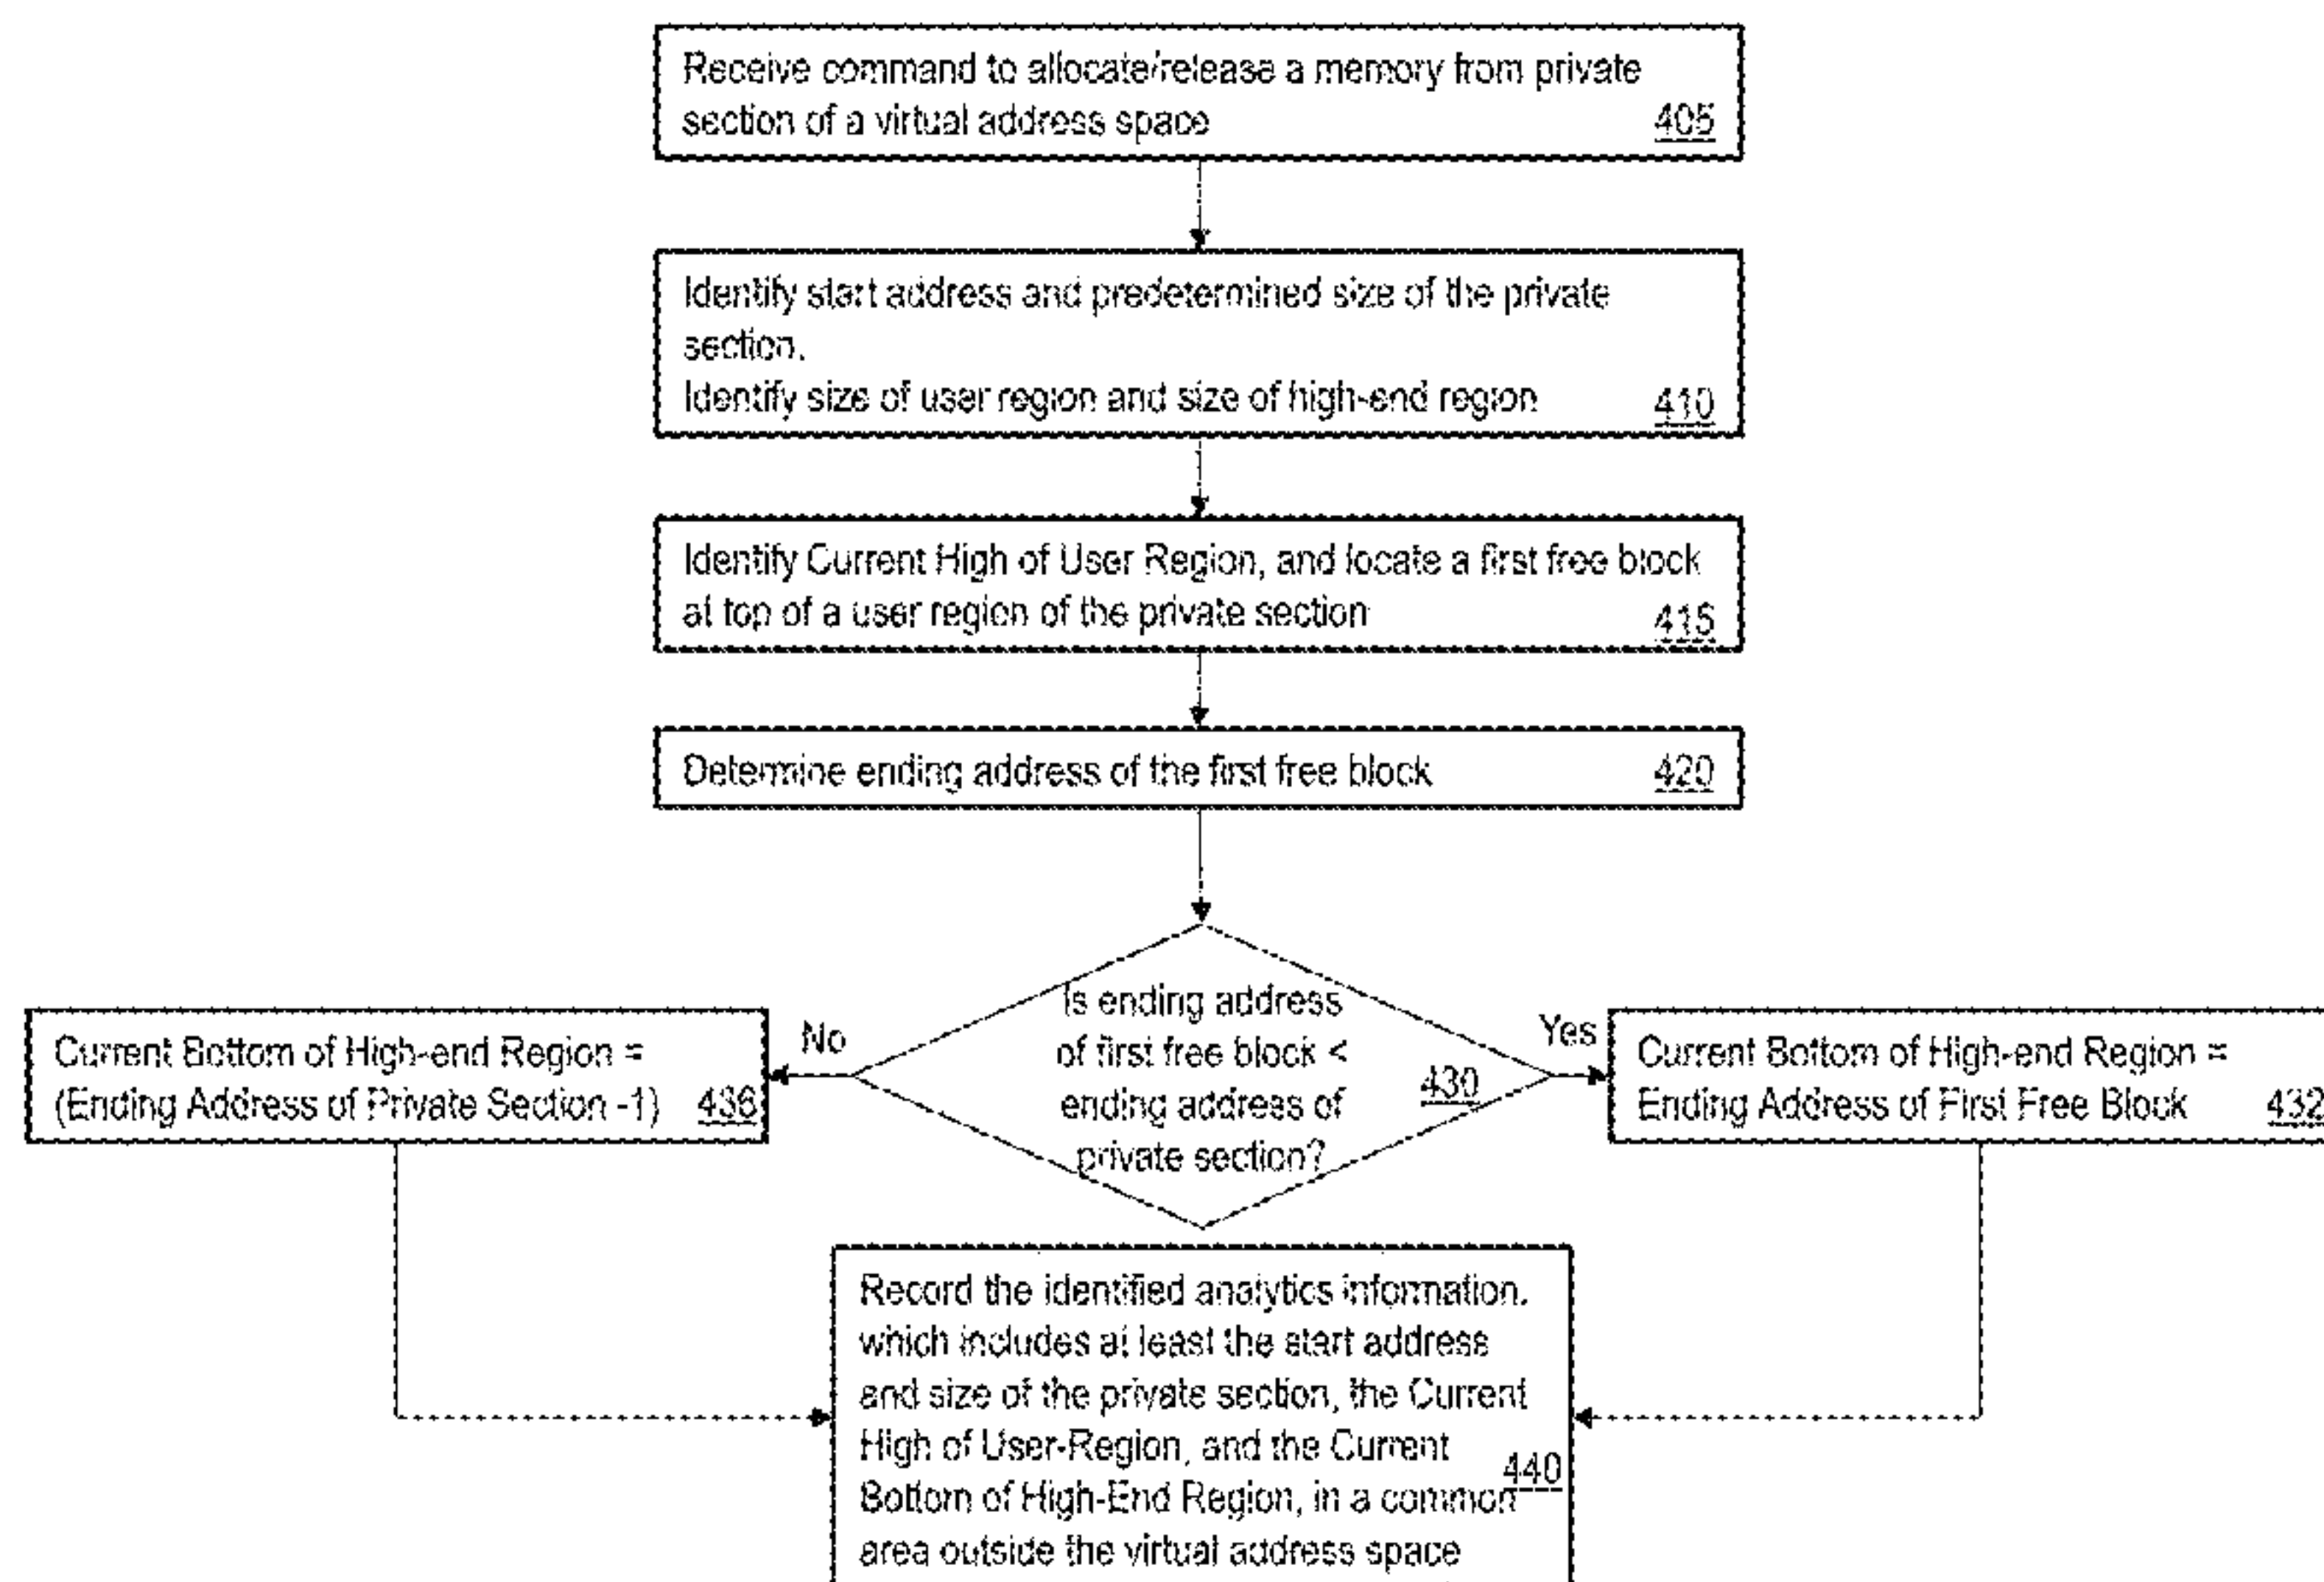 Receive command to allocate/release a memory from private
section of a virtual address space 405
Identify start address and predetermined size of the private
section.
Identify size of user region and size of high-end region 410
Identify Current High of User Region, and locate a first free block
at top of a user region of the private section 415
Determine ending address of the first free block 420
Is ending address
of first free block <
ending address of
private section?
430
No
Yes
Current Bottom of High-end Region =
(Ending Address of Private Section -1) 436
Current Bottom of High-end Region =
Ending Address of First Free Block 432
Record the identified analytics information,
which includes at least the start address
and size of the private section, the Current
High of User-Region, and the Current
Bottom of High-End Region, in a common
area outside the virtual address space
440